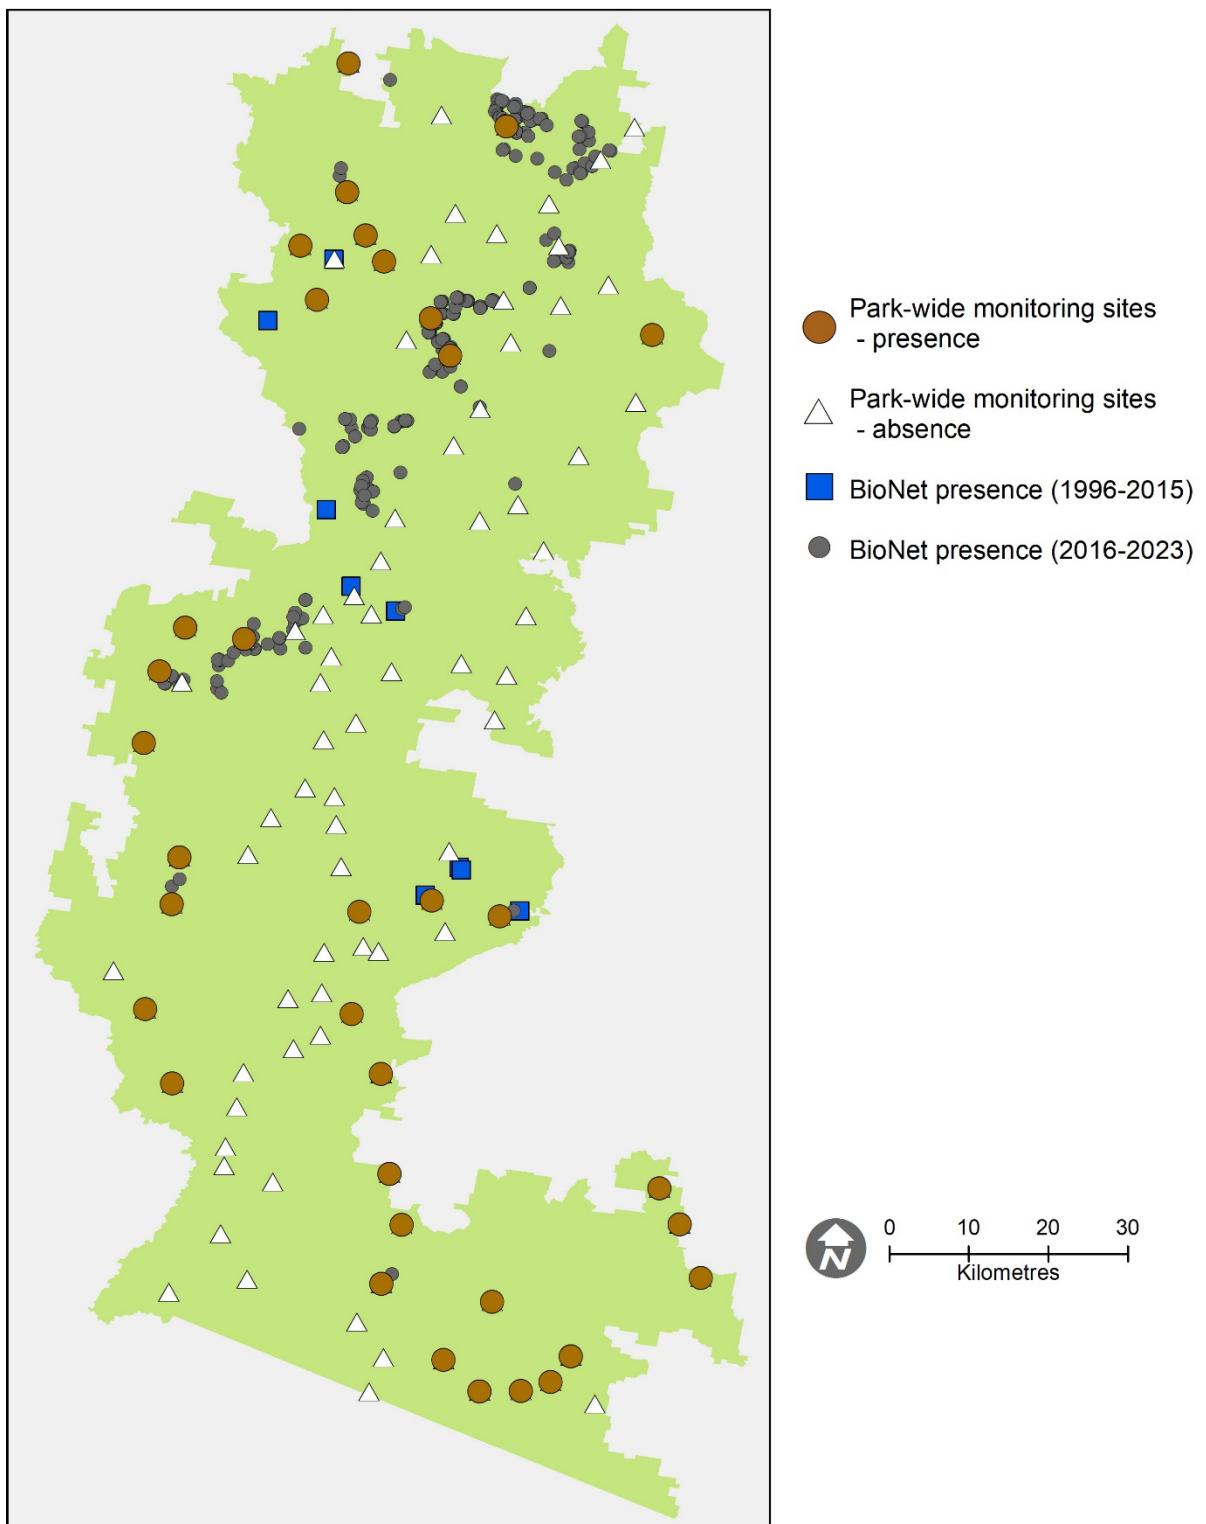 Park-wide monitoring sites
- presence
Park-wide monitoring sites
- absence
BioNet presence (1996-2015)
BioNet presence (2016-2023)
N
0 10 20 30
Kilometres